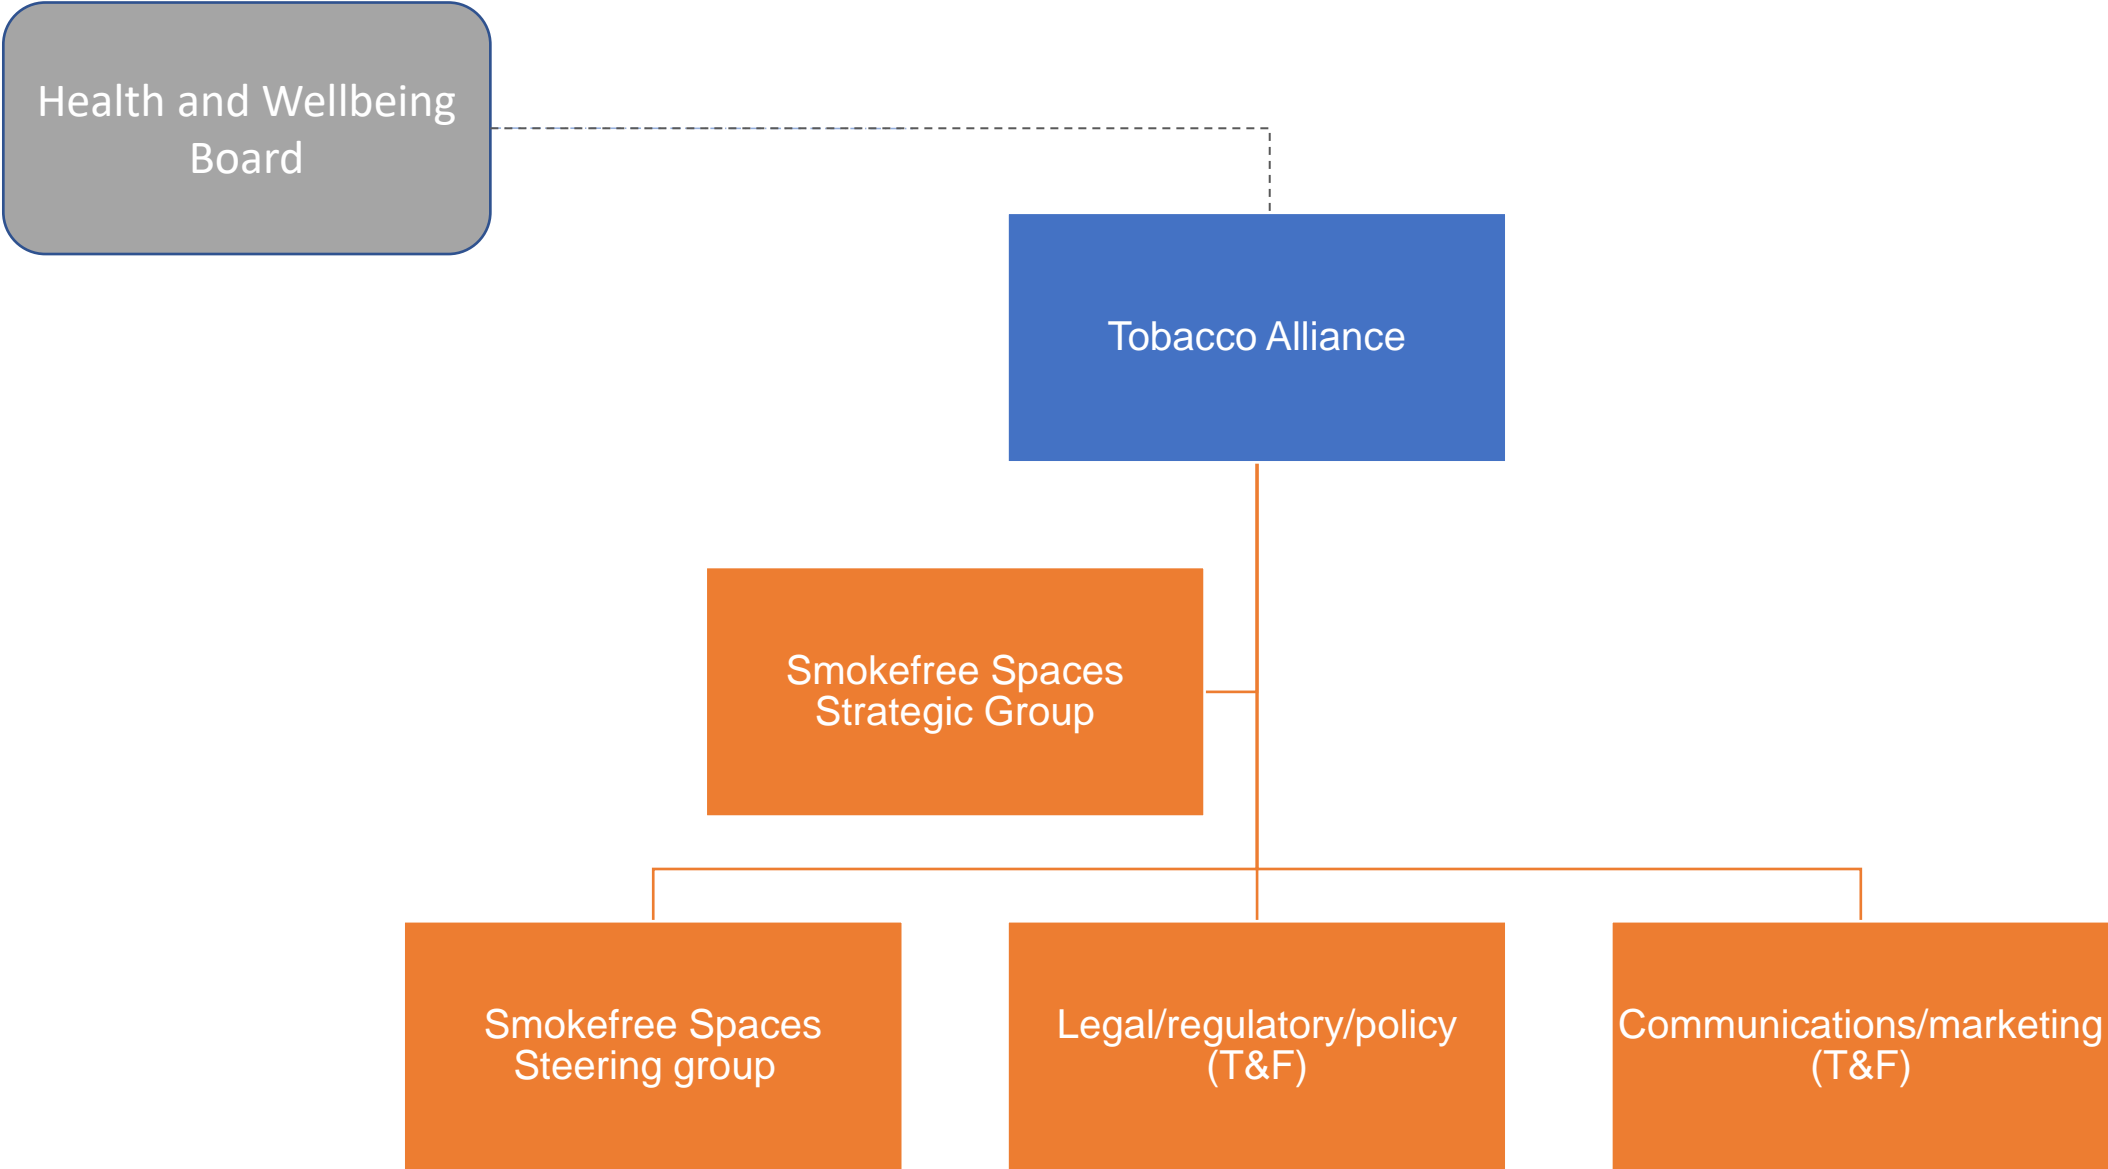 Health and Wellbeing
Board
Tobacco Alliance
Smokefree Spaces
Strategic Group
Smokefree Spaces
Steering group
Legal/regulatory/policy
(T&F)
Communications/marketing
(T&F)